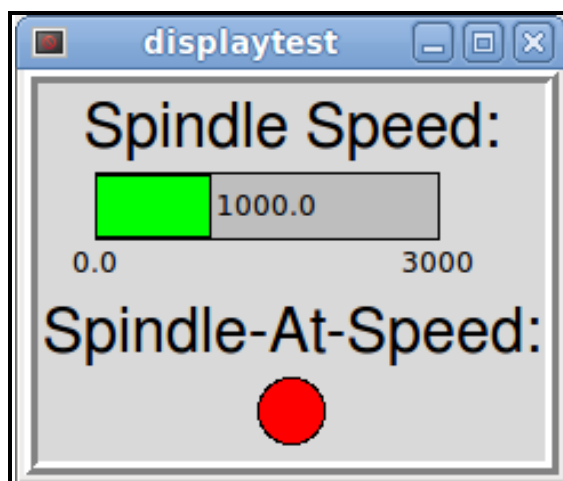 displaytest
Spindle Speed:
1000.0
0.0 3000
Spindle-At-Speed: